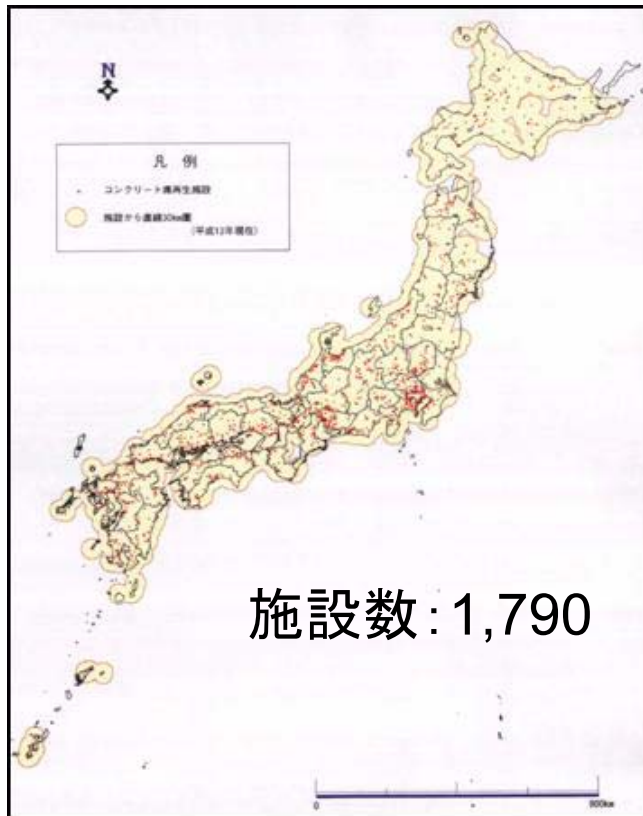 N
凡 例
コンクリート塊再生施設
施設から直線30km圏
(平成12年現在)
施設数:1,790
0
800km